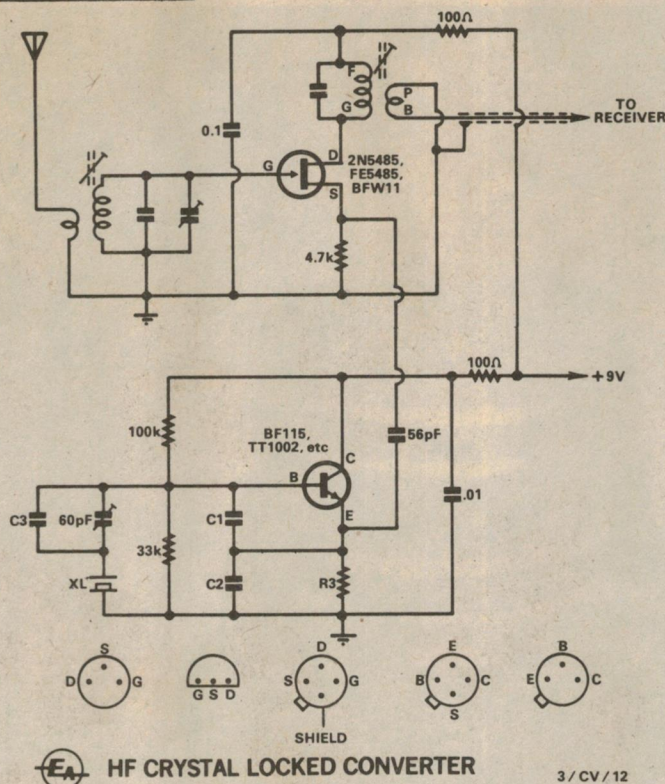 100Ω
F
G
P
B
TO
RECEIVER
0.1
G
D
S
2N5485,
FE5485,
BFW11
4.7k
100Ω
+9V
100k
BF115,
TT1002, etc
C
B
E
56pF
.01
C3
60pF
C1
33k
C2
R3
XL
S
D
G
G S D
D
S
G
SHIELD
E
B
C
S
B
E
C
EA
HF CRYSTAL LOCKED CONVERTER
3/CV/12